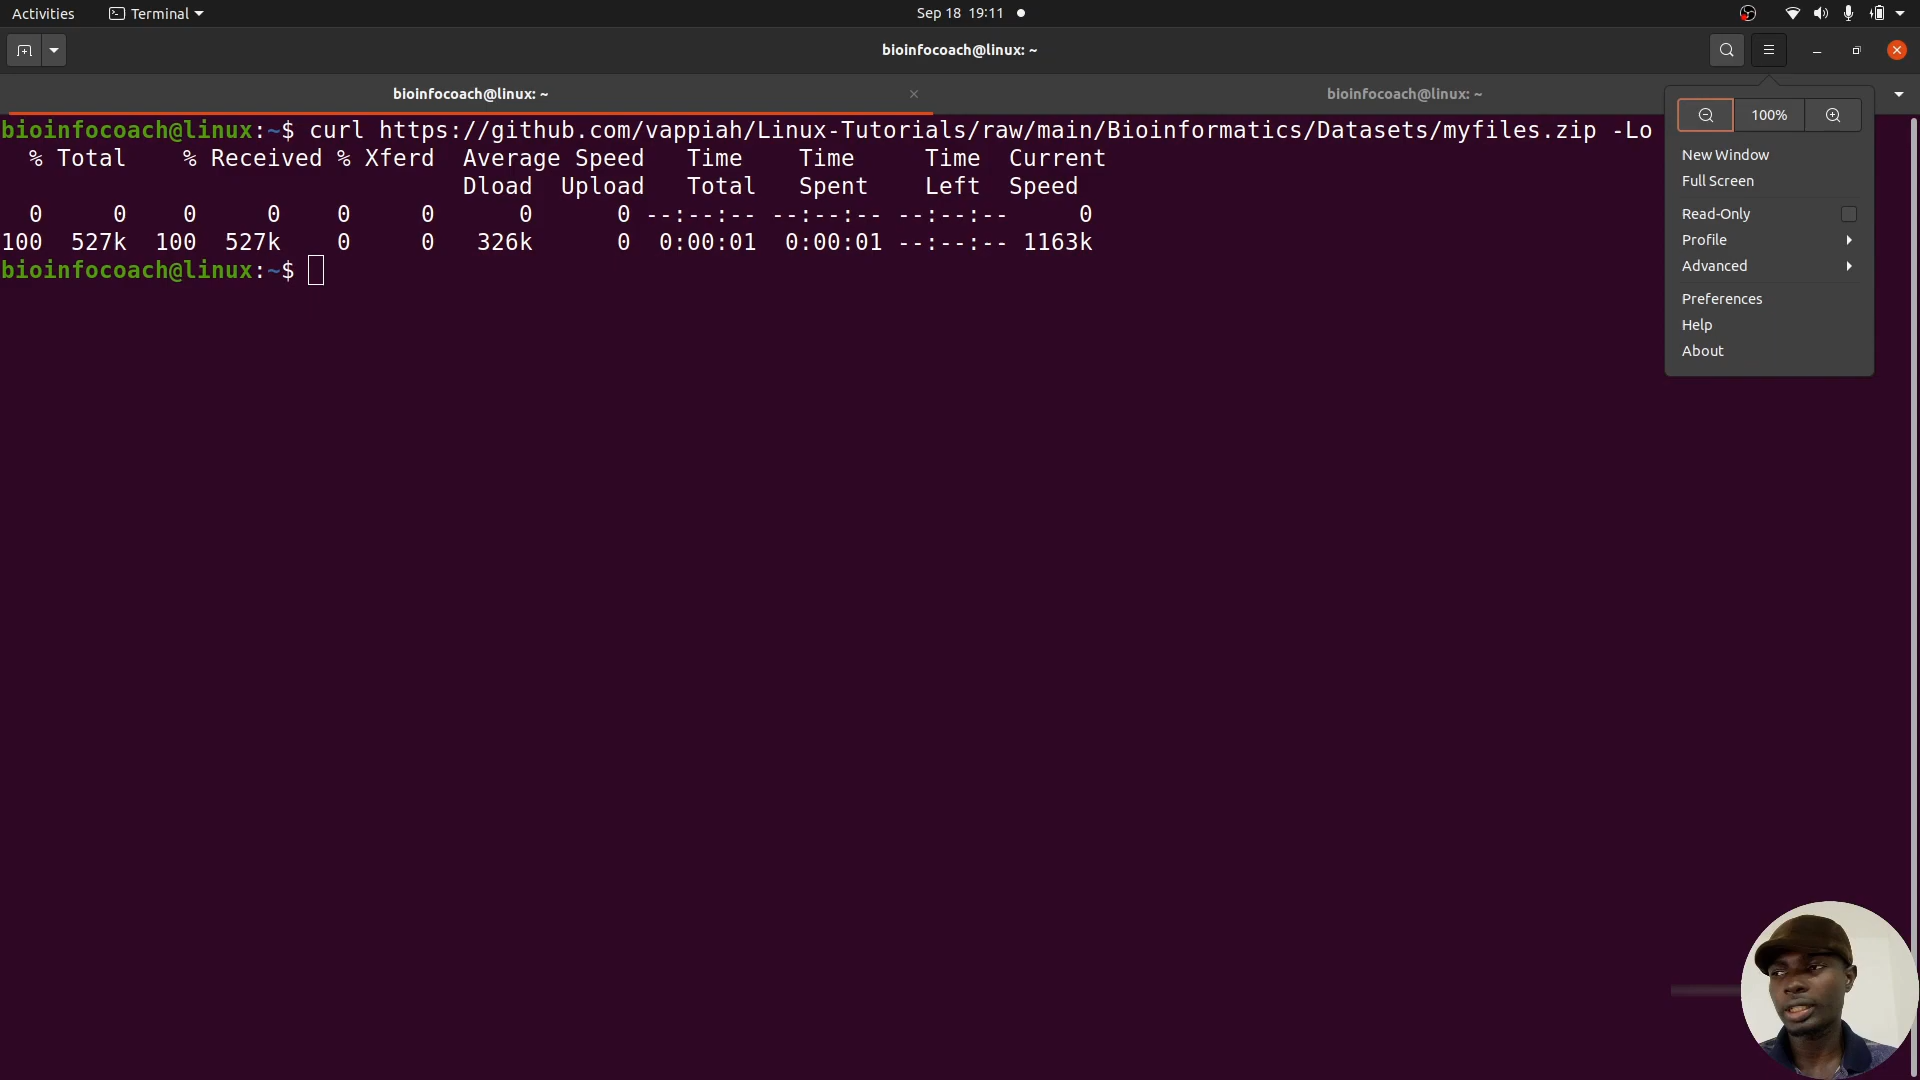 Activities
Terminal
Sep 18 19:11
bioinfocoach@linux: ~
bioinfocoach@linux: ~
bioinfocoach@linux: ~
bioinfocoach@linux:~$ curl https://github.com/vappiah/Linux-Tutorials/raw/main/Bioinformatics/Datasets/myfiles.zip -Lo
% Total % Received % Xferd Average Speed Time Time Time Current
Dload Upload Total Spent Left Speed
0 0 0 0 0 0 0 0 --:--:-- --:--:-- --:--:-- 0
100 527k 100 527k 0 0 326k 0 0:00:01 0:00:01 --:--:-- 1163k
bioinfocoach@linux:~$
100%
New Window
Full Screen
Read-Only
Profile
Advanced
Preferences
Help
About